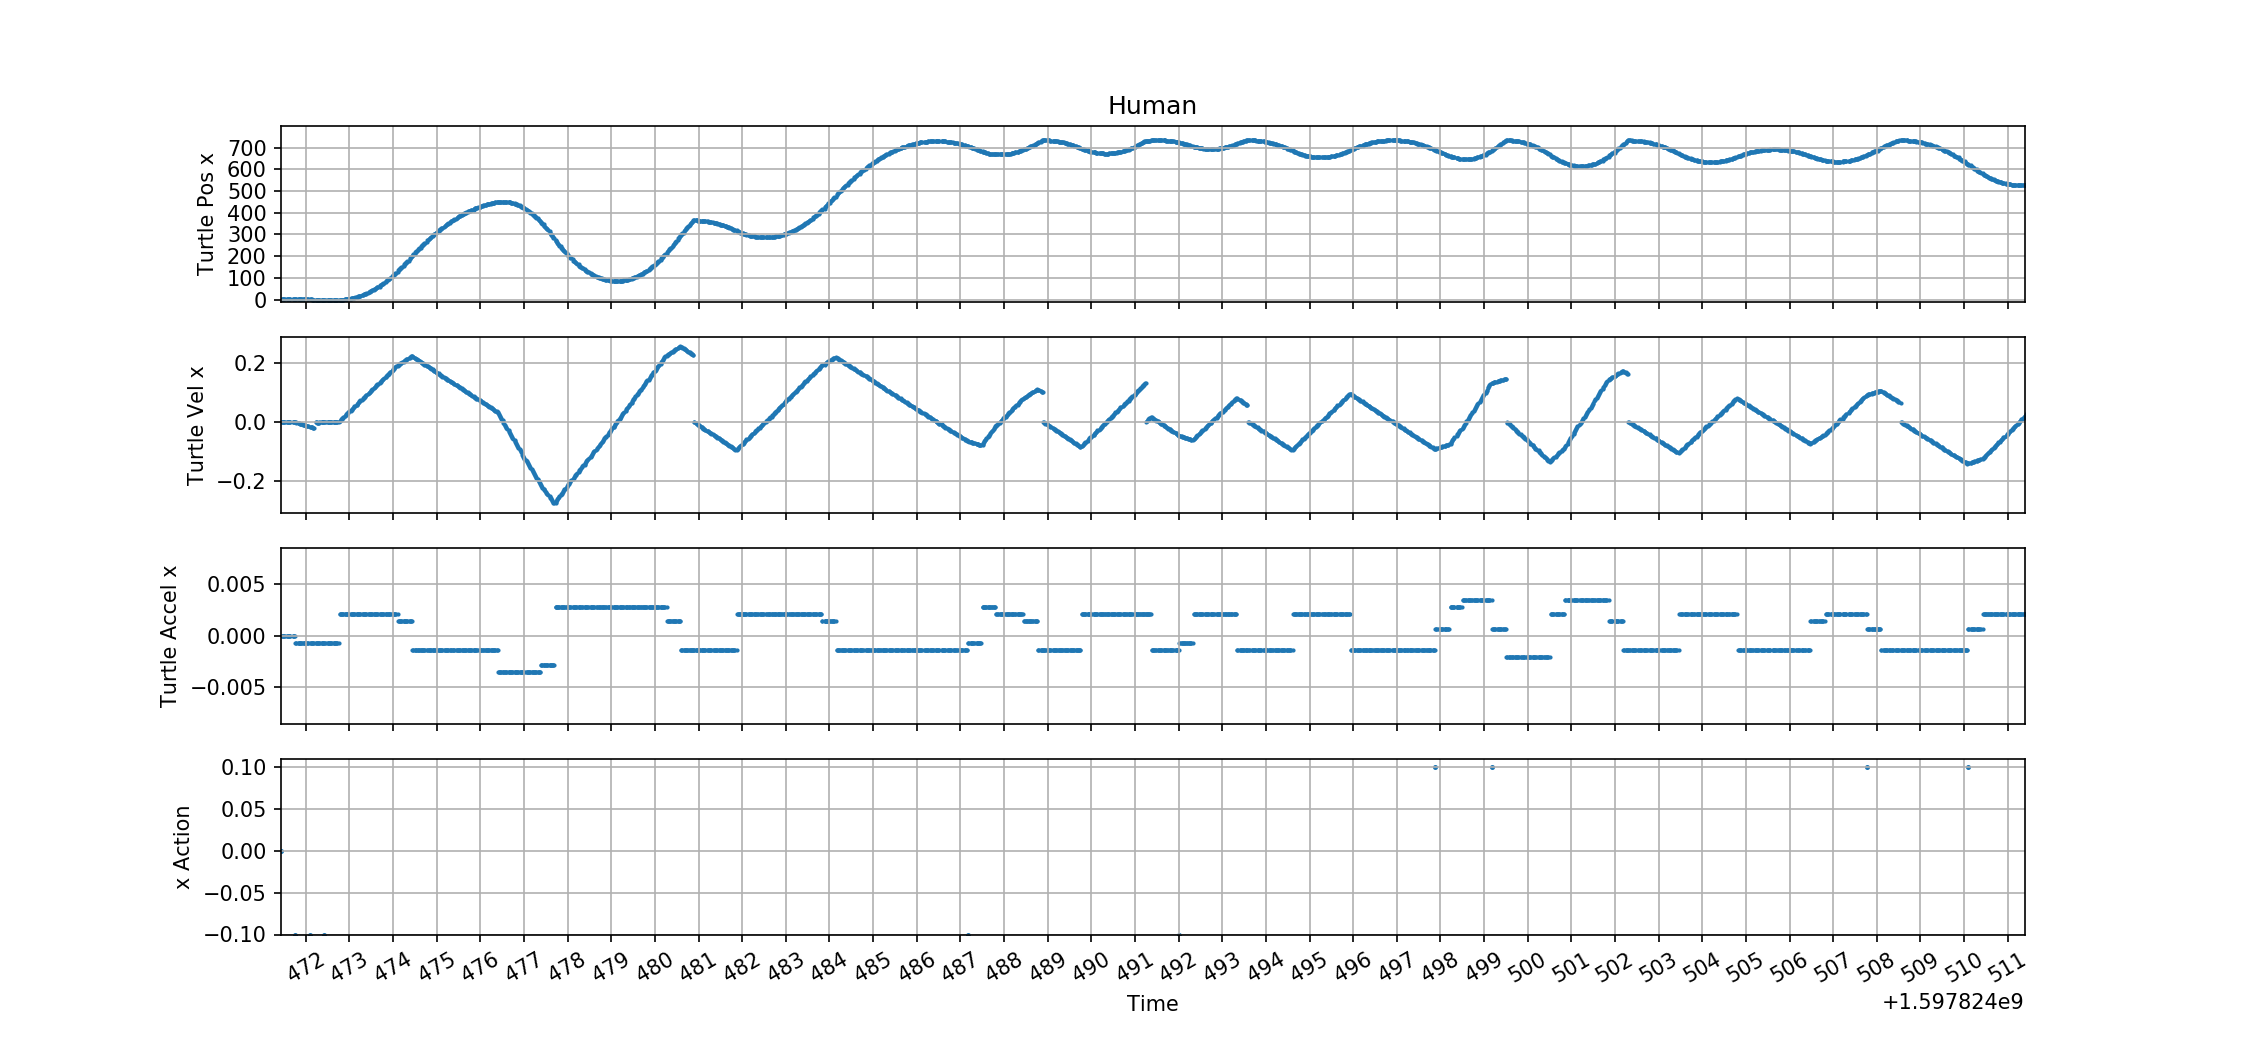 Human
Turtle Pos x
700
600
500
400
300
200
100
0
Turtle Vel x
0.2
0.0
−0.2
Turtle Accel x
0.005
0.000
−0.005
x Action
0.10
0.05
0.00
−0.05
−0.10
472 473 474 475 476 477 478 479 480 481 482 483 484 485 486 487 488 489 490 491 492 493 494 495 496 497 498 499 500 501 502 503 504 505 506 507 508 509 510 511
Time
+1.597824e9